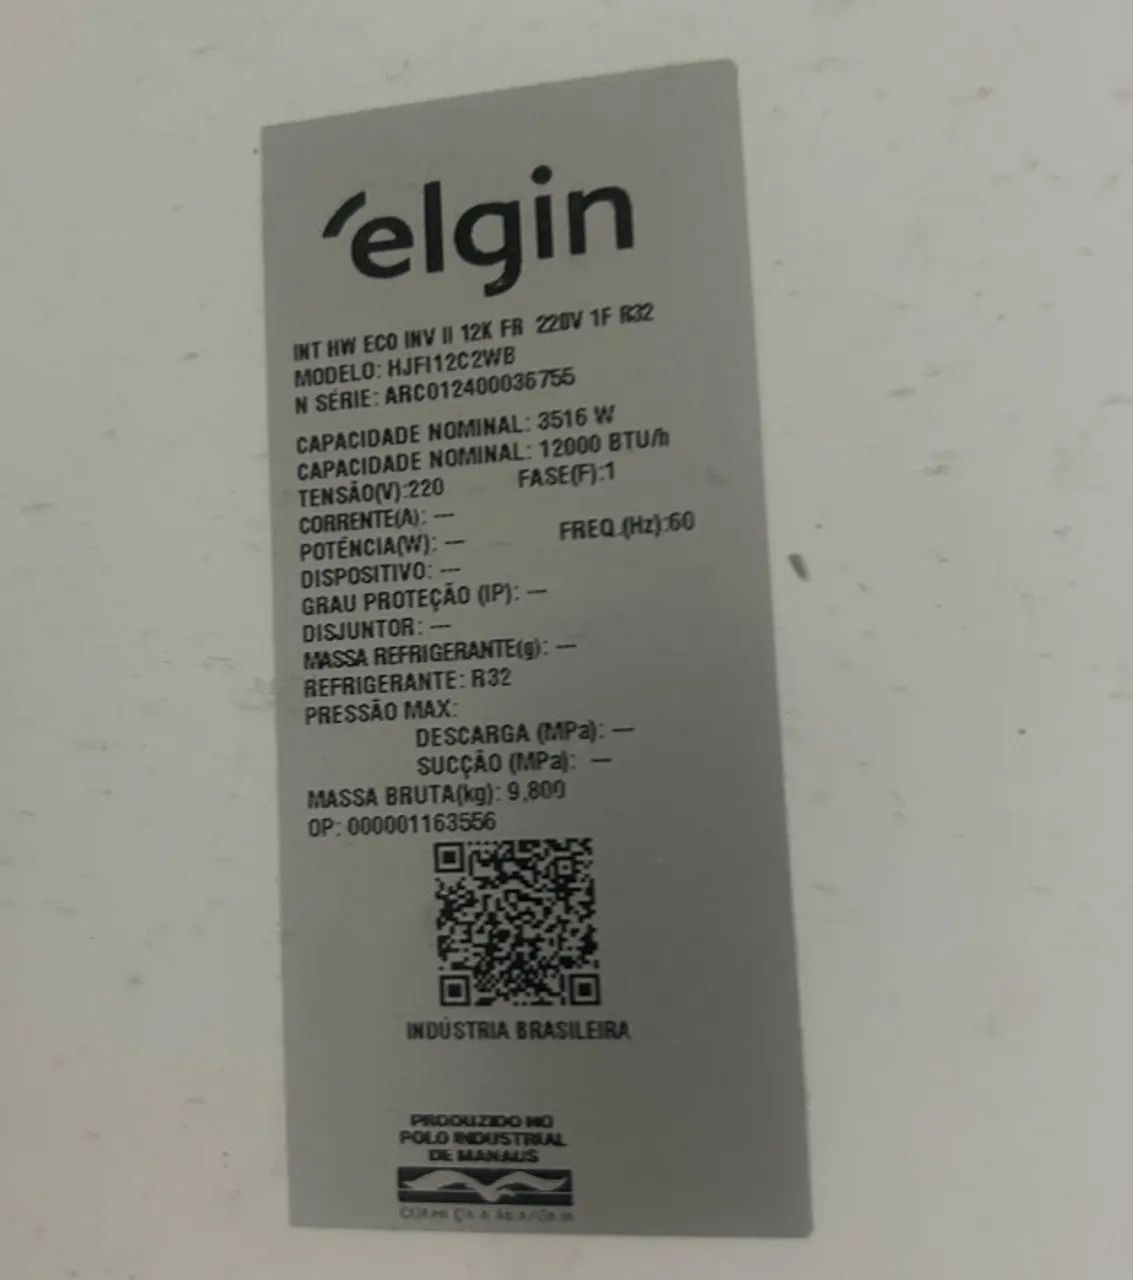 elgin
INT HW ECO INV II 12K FR 220V 1F R32
MODELO: HJFI12C2WB
N SÉRIE: ARC012400036755
CAPACIDADE NOMINAL: 3516 W
CAPACIDADE NOMINAL: 12000 BTU/h
TENSÃO(V):220 FASE(F):1
CORRENTE(A): ---
POTÊNCIA(W): --- FREQ.(Hz):60
DISPOSITIVO: ---
GRAU PROTEÇÃO (IP): ---
DISJUNTOR: ---
MASSA REFRIGERANTE(g): ---
REFRIGERANTE: R32
PRESSÃO MAX:
DESCARGA (MPa): ---
SUCÇÃO (MPa): ---
MASSA BRUTA(kg): 9,800
OP: 000001163556
INDÚSTRIA BRASILEIRA
PRODUZIDO NO
POLO INDUSTRIAL
DE MANAUS